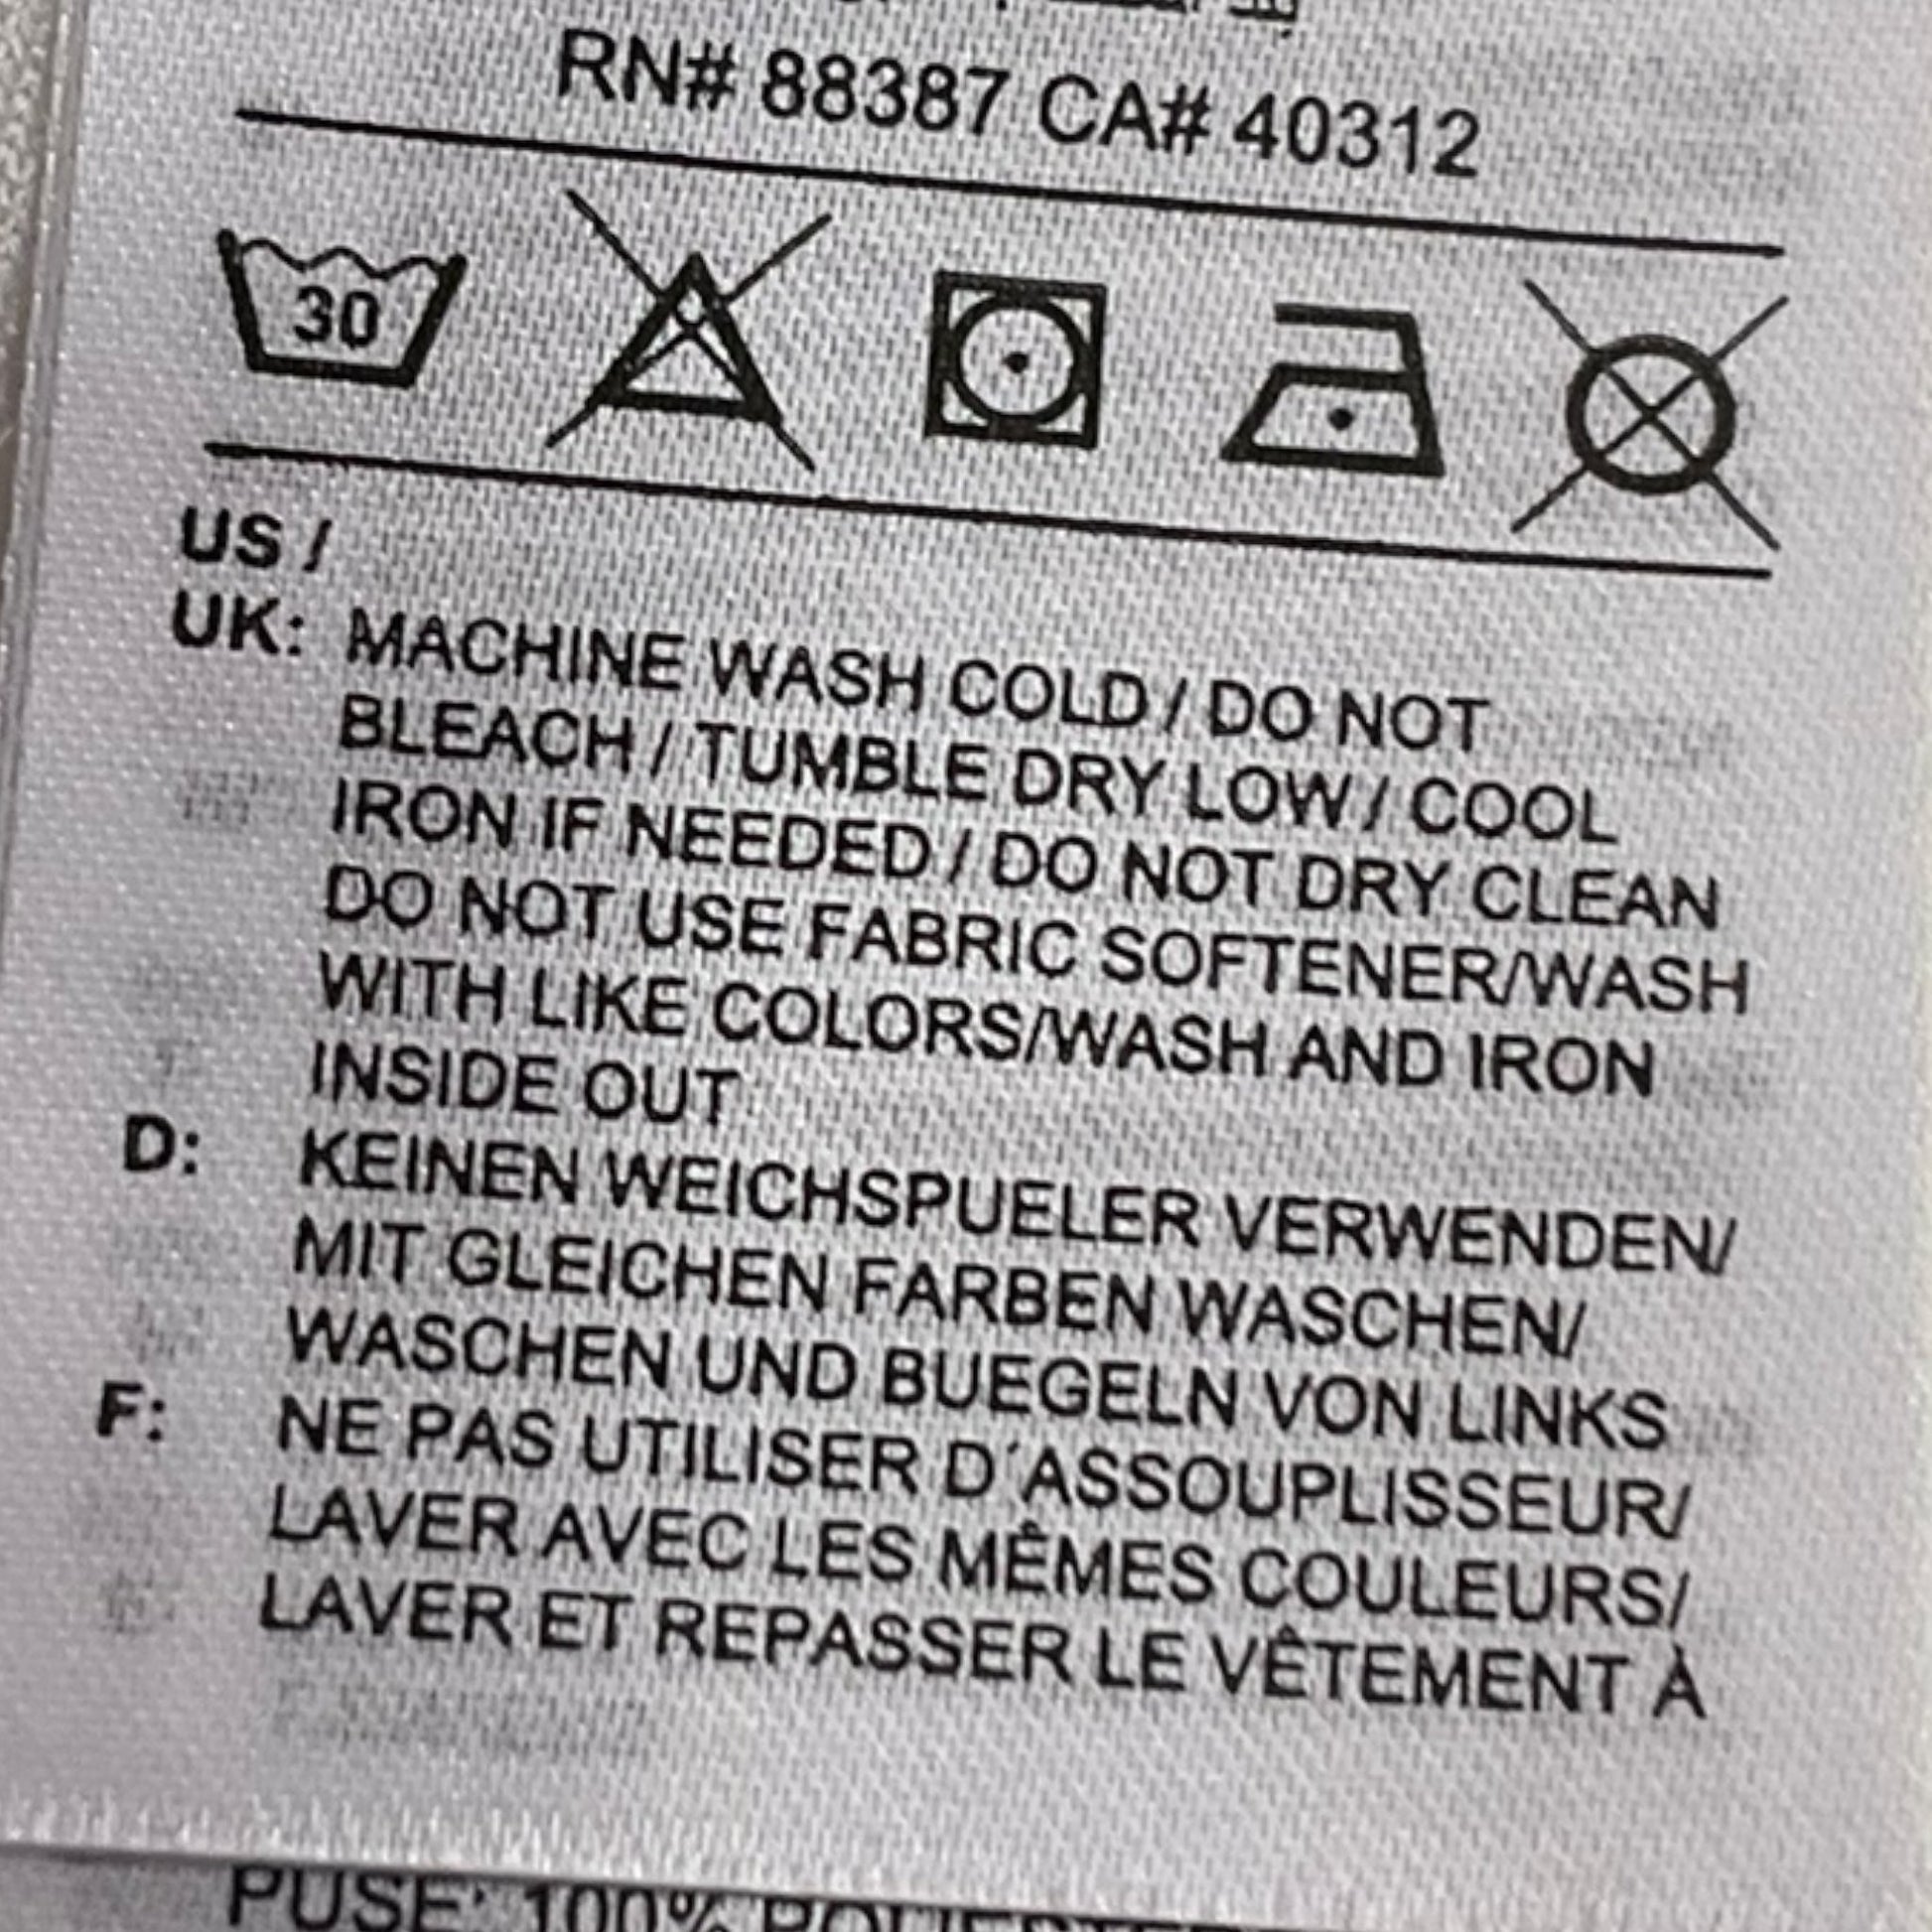 RN# 88387 CA# 40312
30
US /
UK: MACHINE WASH COLD / DO NOT
BLEACH / TUMBLE DRY LOW / COOL
IRON IF NEEDED / DO NOT DRY CLEAN
DO NOT USE FABRIC SOFTENER/WASH
WITH LIKE COLORS/WASH AND IRON
INSIDE OUT
D: KEINEN WEICHSPUELER VERWENDEN/
MIT GLEICHEN FARBEN WASCHEN/
WASCHEN UND BUEGELN VON LINKS
F: NE PAS UTILISER D´ASSOUPLISSEUR/
LAVER AVEC LES MÊMES COULEURS/
LAVER ET REPASSER LE VÊTEMENT À
100%